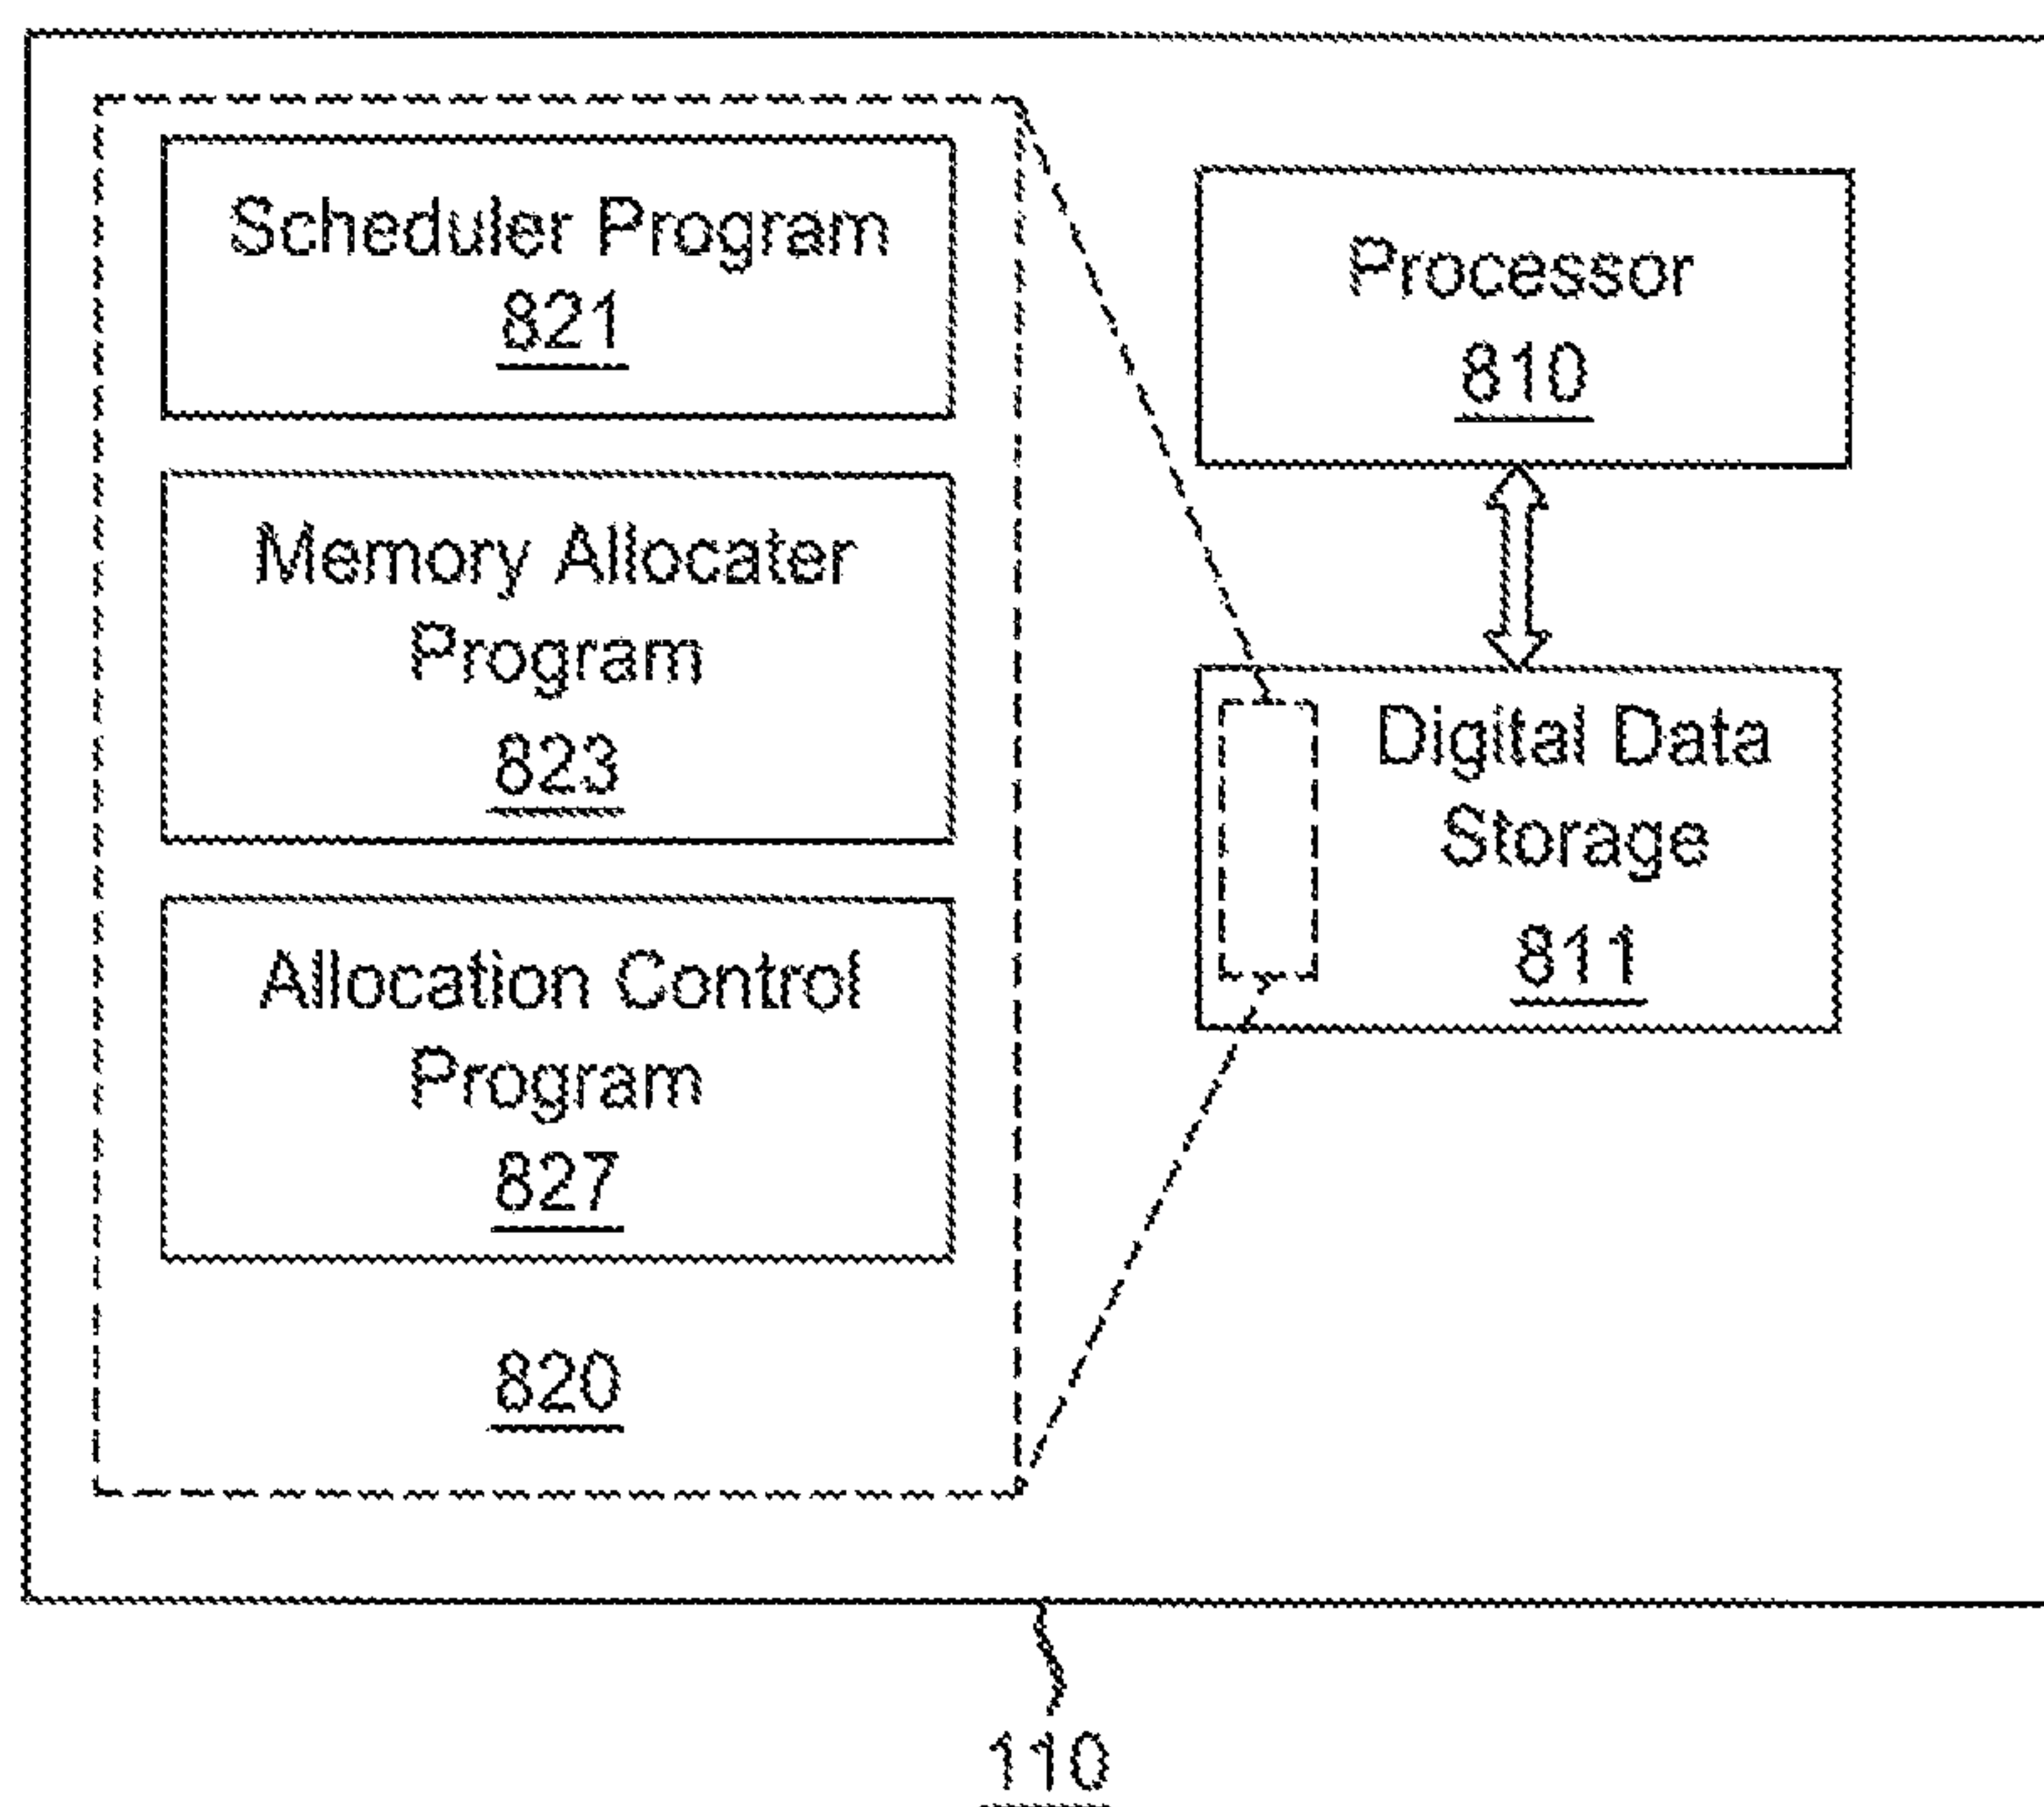 Scheduler Program
821
Memory Allocater
Program
823
Allocation Control
Program
827
820
Processor
810
Digital Data
Storage
811
110